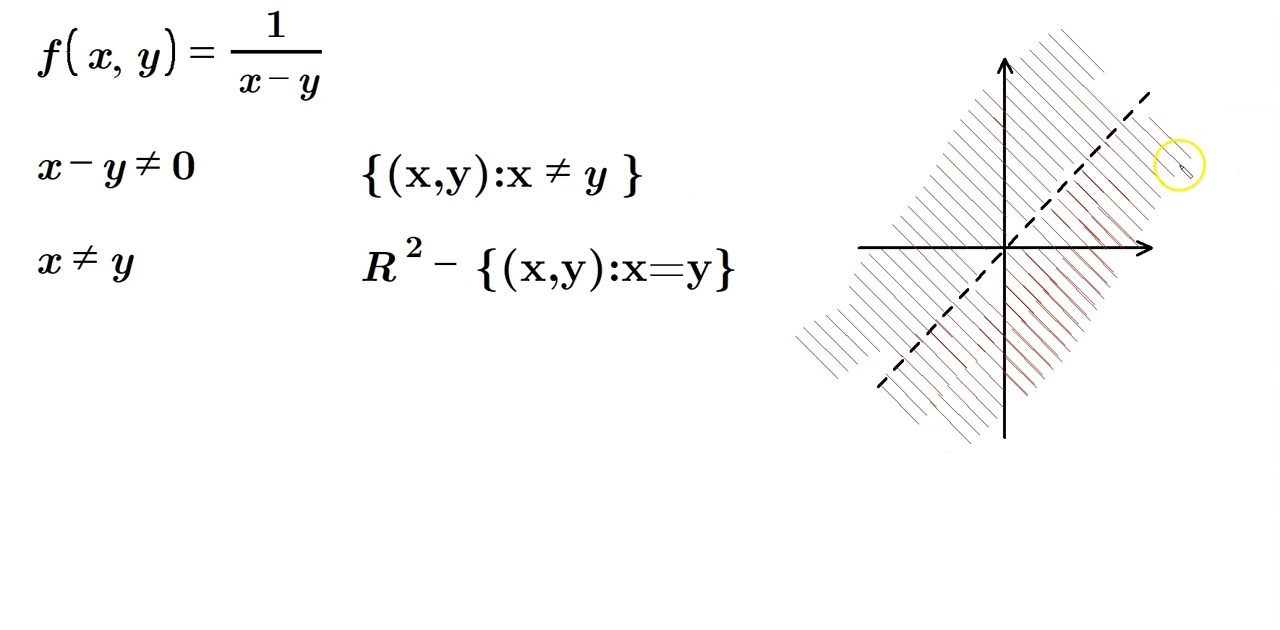 f(x, y) = 1/(x − y)
x − y ≠ 0
{(x,y):x ≠ y }
x ≠ y
R² − {(x,y):x=y}